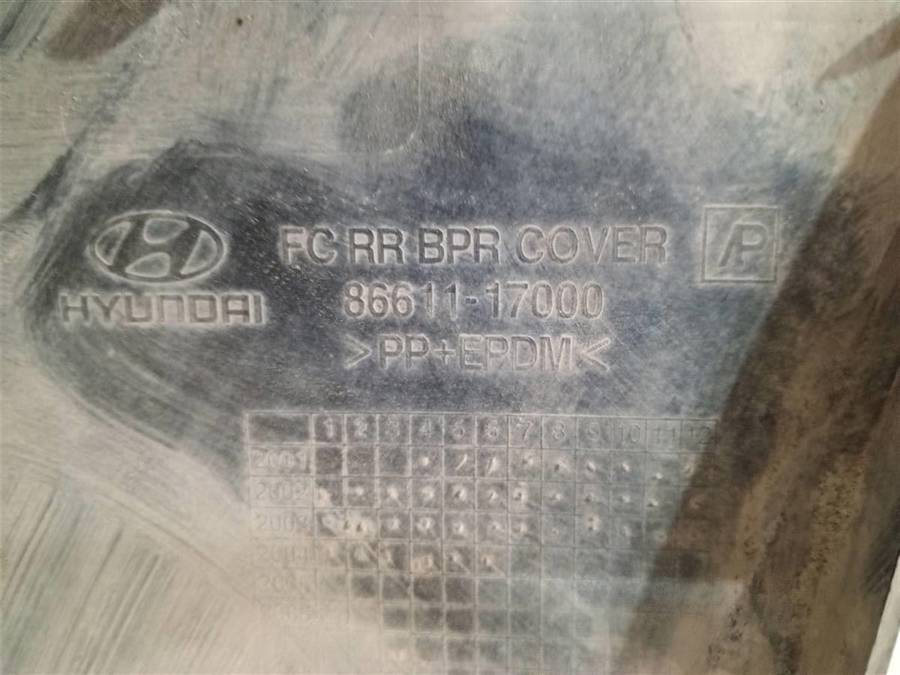 FC RR BPR COVER
HYUNDAI
86611-17000
>PP+EPDM<
1 2 3 4 5 6 7 8 9 10 11
2001
2002
2003